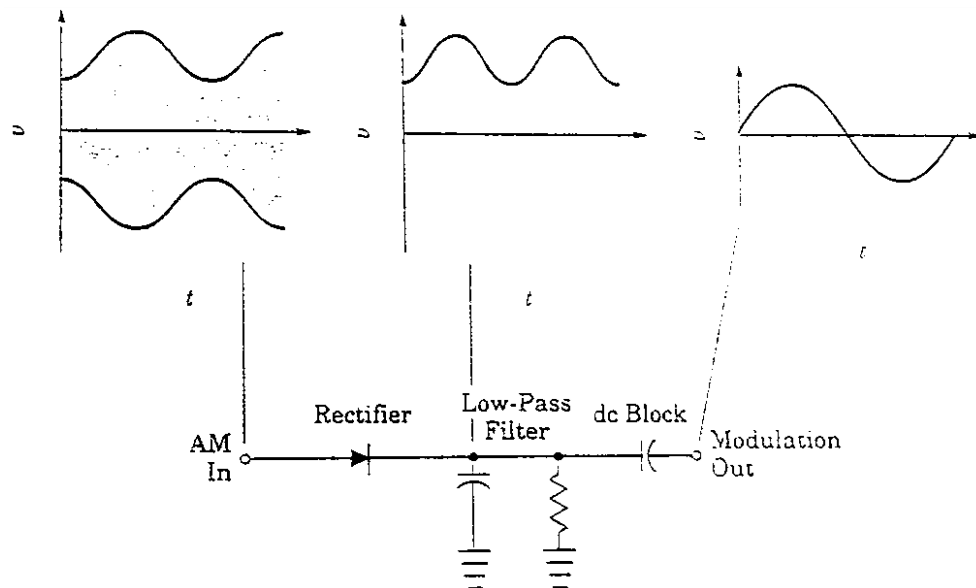 v
v
v
t
t
t
Rectifier
Low-Pass
Filter
dc Block
AM
In
Modulation
Out